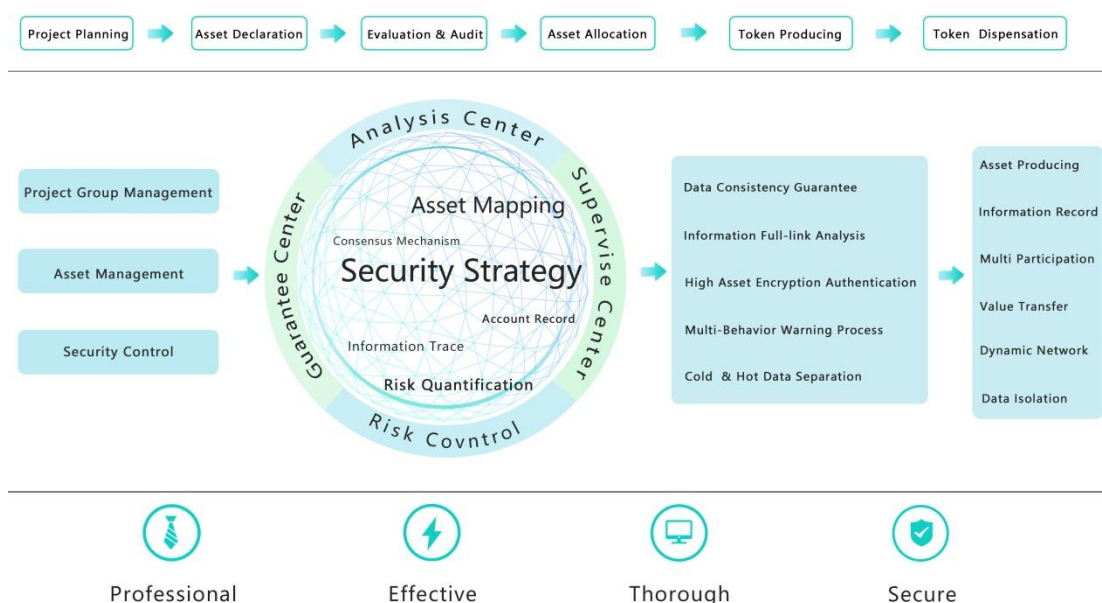 Project Planning
Asset Declaration
Evaluation & Audit
Asset Allocation
Token Producing
Token Dispensation
Project Group Management
Asset Management
Security Control
Analysis Center
Guarantee Center
Supervise Center
Risk Covntrol
Asset Mapping
Consensus Mechanism
Security Strategy
Account Record
Information Trace
Risk Quantification
Data Consistency Guarantee
Information Full-link Analysis
High Asset Encryption Authentication
Multi-Behavior Warning Process
Cold & Hot Data Separation
Asset Producing
Information Record
Multi Participation
Value Transfer
Dynamic Network
Data Isolation
Professional
Effective
Thorough
Secure